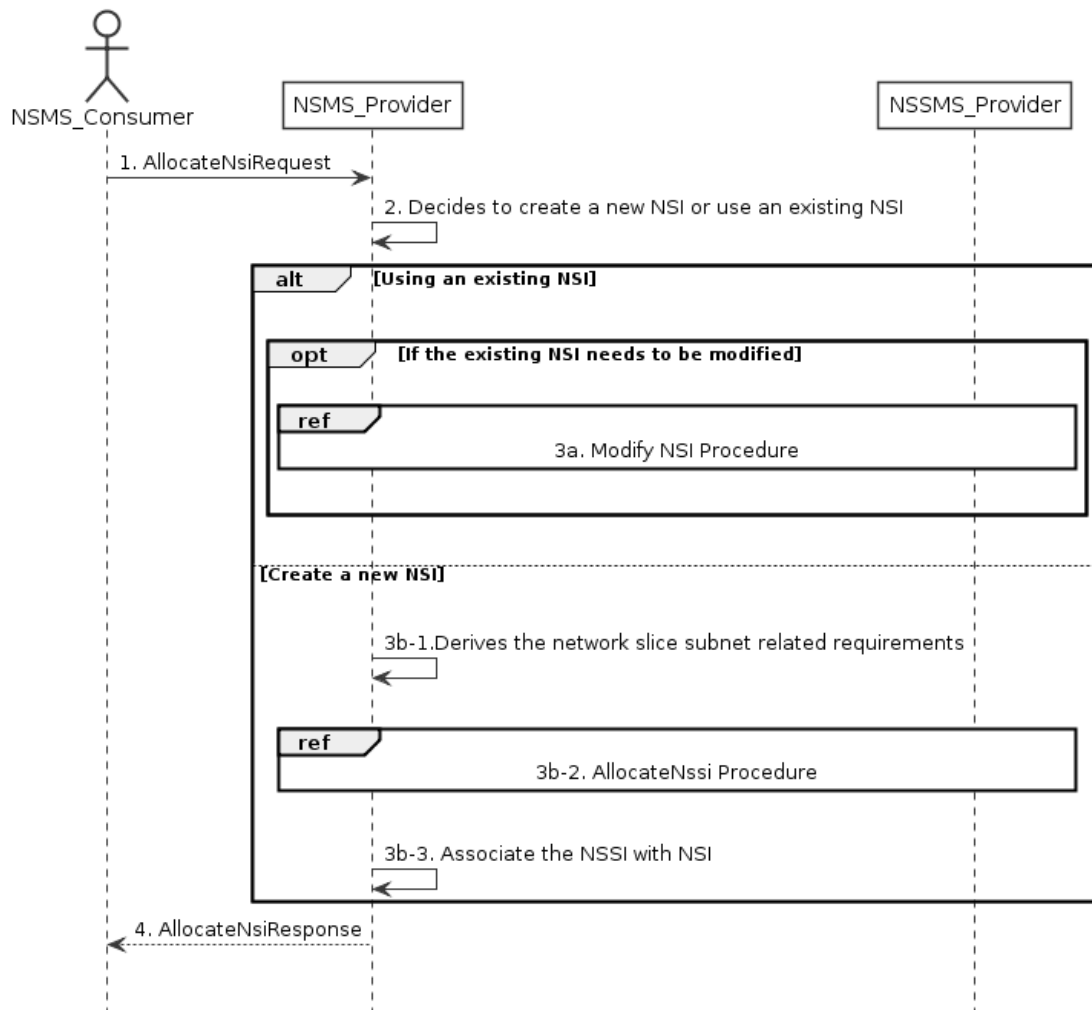 NSMS_Consumer
NSMS_Provider
NSSMS_Provider
1. AllocateNsiRequest
2. Decides to create a new NSI or use an existing NSI
alt
[Using an existing NSI]
opt
[If the existing NSI needs to be modified]
ref
3a. Modify NSI Procedure
[Create a new NSI]
3b-1.Derives the network slice subnet related requirements
ref
3b-2. AllocateNssi Procedure
3b-3. Associate the NSSI with NSI
4. AllocateNsiResponse